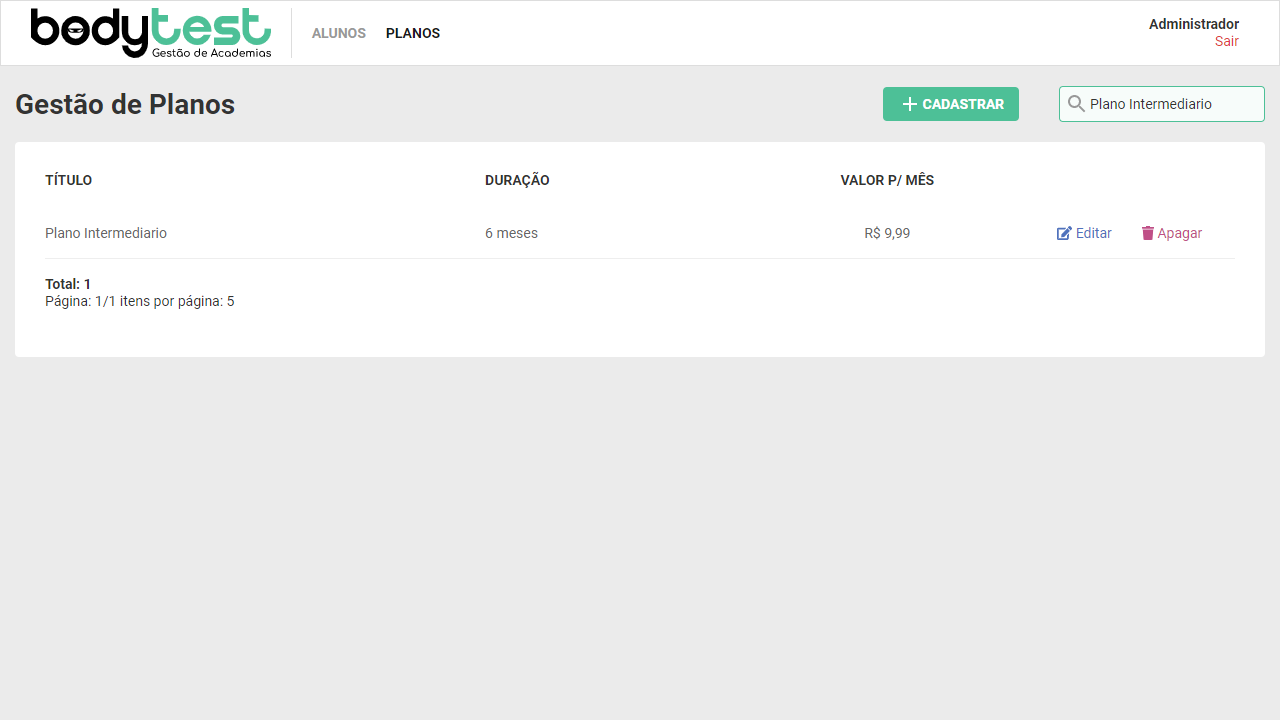 bodytest
Gestão de Academias
ALUNOS PLANOS
Administrador
Sair
Gestão de Planos
CADASTRAR
Plano Intermediario
TÍTULO DURAÇÃO VALOR P/ MÊS
Plano Intermediario 6 meses R$ 9,99 Editar Apagar
Total: 1
Página: 1/1 itens por página: 5